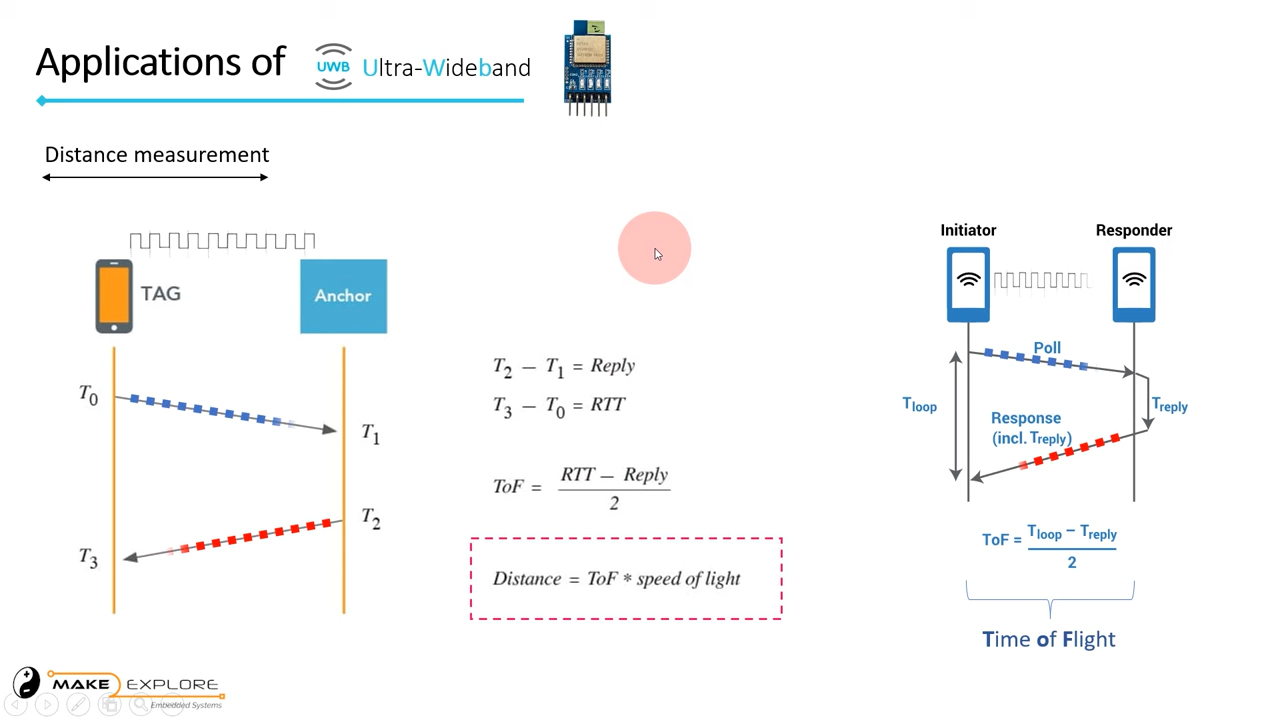 Applications of UWB Ultra-Wideband
Distance measurement
TAG
Anchor
T0
T1
T2
T3
T2 − T1 = Reply
T3 − T0 = RTT
ToF = RTT − Reply
2
Distance = ToF * speed of light
Initiator
Responder
Poll
Tloop
Treply
Response
(incl. Treply)
ToF = Tloop − Treply
2
Time of Flight
MAKE EXPLORE
Embedded Systems